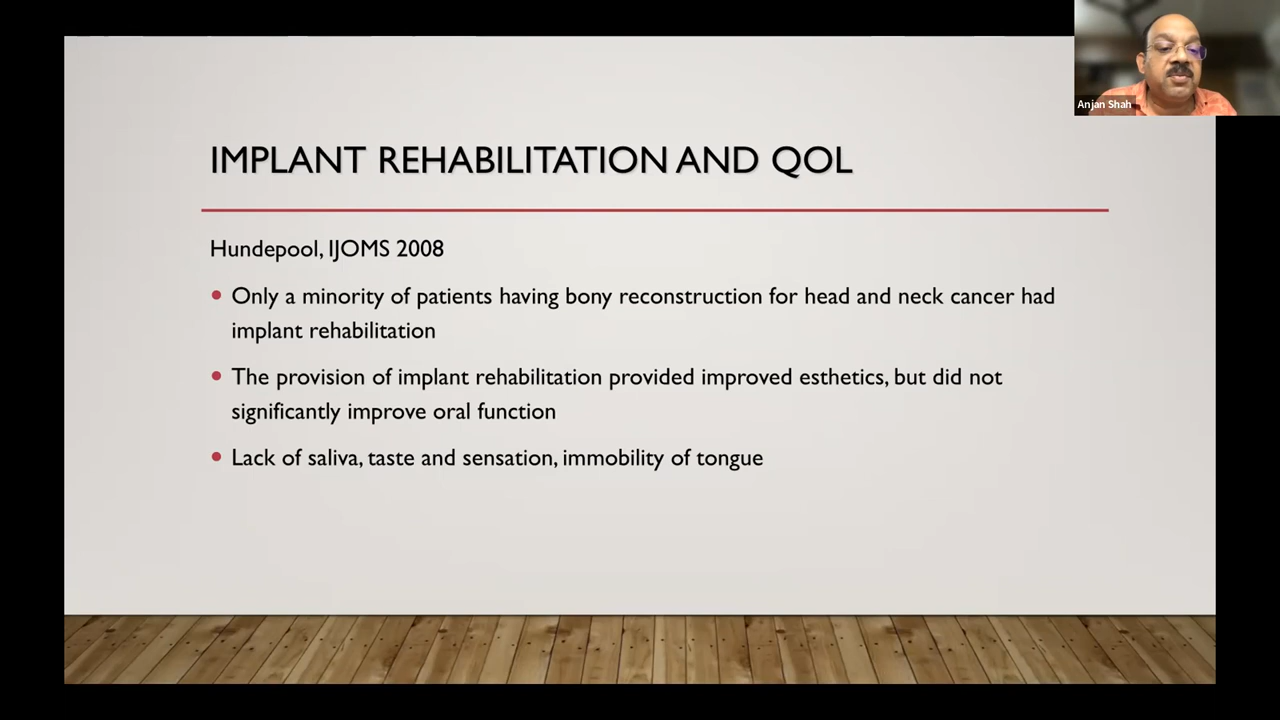 Anjan Shah
IMPLANT REHABILITATION AND QOL
Hundepool, IJOMS 2008
• Only a minority of patients having bony reconstruction for head and neck cancer had
implant rehabilitation
• The provision of implant rehabilitation provided improved esthetics, but did not
significantly improve oral function
• Lack of saliva, taste and sensation, immobility of tongue